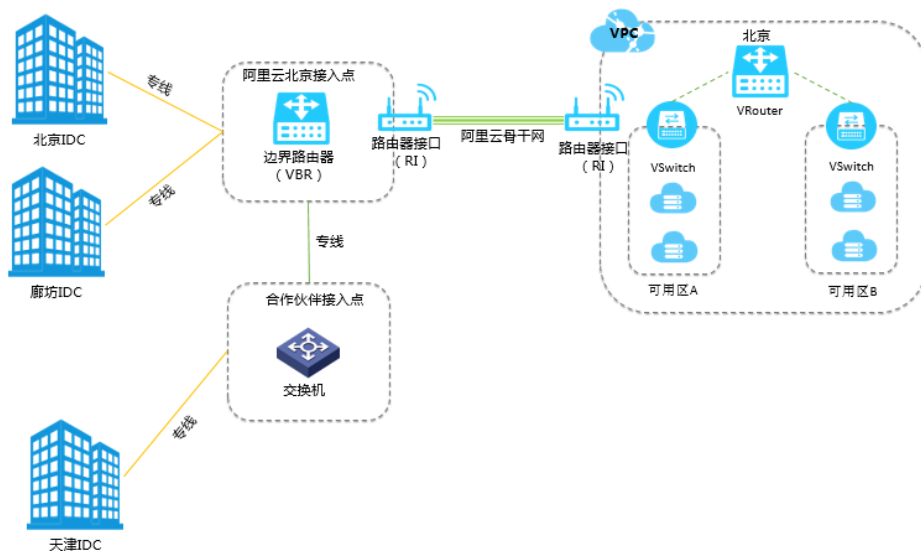 北京IDC
廊坊IDC
天津IDC
专线
专线
专线
阿里云北京接入点
边界路由器
（VBR）
专线
合作伙伴接入点
交换机
路由器接口
（RI）
阿里云骨干网
路由器接口
（RI）
VPC
北京
VRouter
VSwitch
可用区A
VSwitch
可用区B